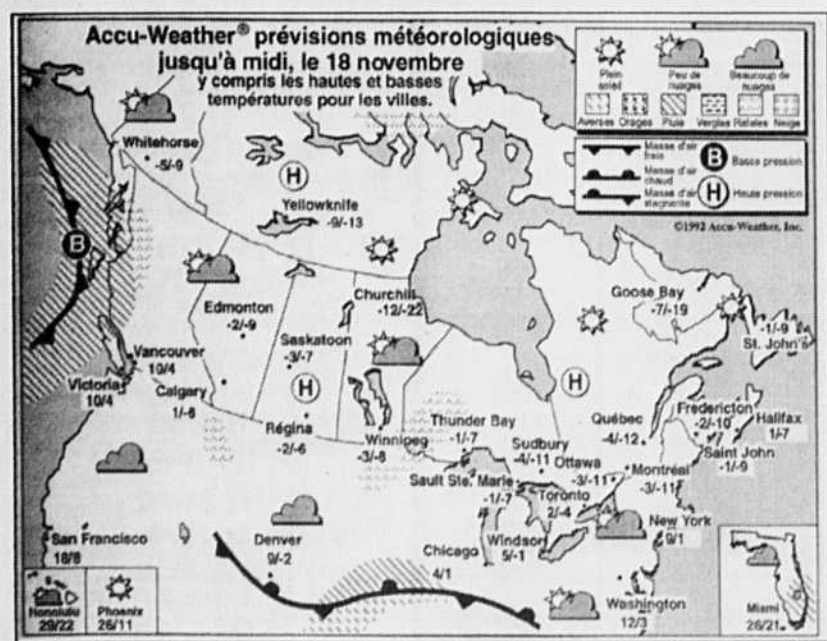 Accu-Weather® prévisions météorologiques
jusqu'à midi, le 18 novembre
y compris les hautes et basses
températures pour les villes.
Plein
soleil
Peu de
nuages
Beaucoup de
nuages
Averses Orages Pluie Verglas Rafales Neige
Masse d'air
frais
B
Basse pression
Masse d'air
chaud
Masse d'air
stagnante
H
Haute pression
©1992 Accu-Weather, Inc.
Whitehorse
-5/-9
H
Yellowknife
-9/-13
B
Edmonton
-2/-9
Churchill
-12/-22
Goose Bay
-7/-19
-1/-9
St. John's
Saskatoon
-3/-7
Vancouver
10/4
Victoria
10/4
Calgary
1/-6
H
H
Régina
-2/-6
Winnipeg
-3/-8
Thunder Bay
-1/-7
Sudbury
-4/-11
Québec
-4/-12
Fredericton
-2/-10
Halifax
1/-7
Saint John
-1/-9
Ottawa
-3/-11
Montréal
-3/-11
Sault Ste. Marie
-1/-7
Toronto
2/-4
Windsor
5/-1
New York
9/1
San Francisco
18/8
Denver
9/-2
Chicago
4/1
Washington
12/3
Honolulu
29/22
Phoenix
26/11
Miami
26/21